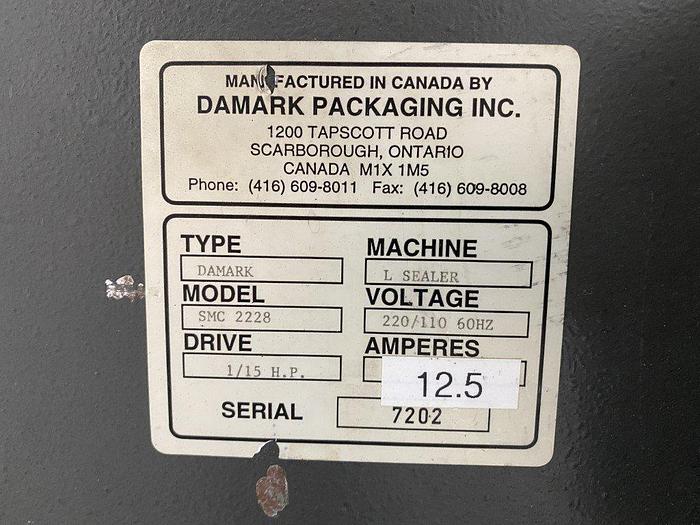 MANUFACTURED IN CANADA BY
DAMARK PACKAGING INC.
1200 TAPSCOTT ROAD
SCARBOROUGH, ONTARIO
CANADA M1X 1M5
Phone: (416) 609-8011 Fax: (416) 609-8008
TYPE MACHINE
DAMARK L SEALER
MODEL VOLTAGE
SMC 2228 220/110 60HZ
DRIVE AMPERES
1/15 H.P. 12.5
SERIAL 7202